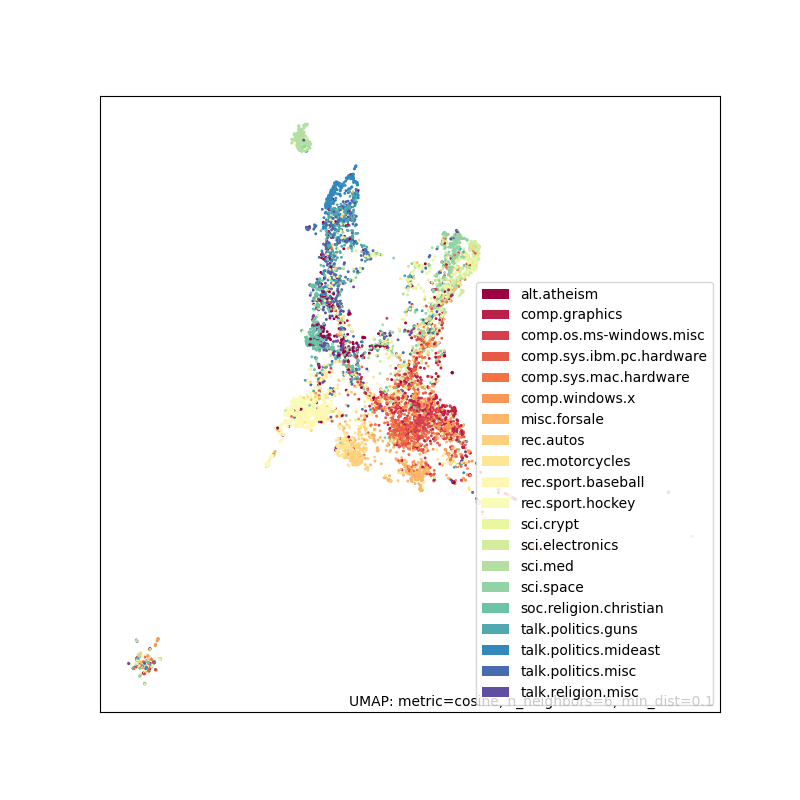 alt.atheism
comp.graphics
comp.os.ms-windows.misc
comp.sys.ibm.pc.hardware
comp.sys.mac.hardware
comp.windows.x
misc.forsale
rec.autos
rec.motorcycles
rec.sport.baseball
rec.sport.hockey
sci.crypt
sci.electronics
sci.med
sci.space
soc.religion.christian
talk.politics.guns
talk.politics.mideast
talk.politics.misc
talk.religion.misc
UMAP: metric=cosine, n_neighbors=6, min_dist=0.1